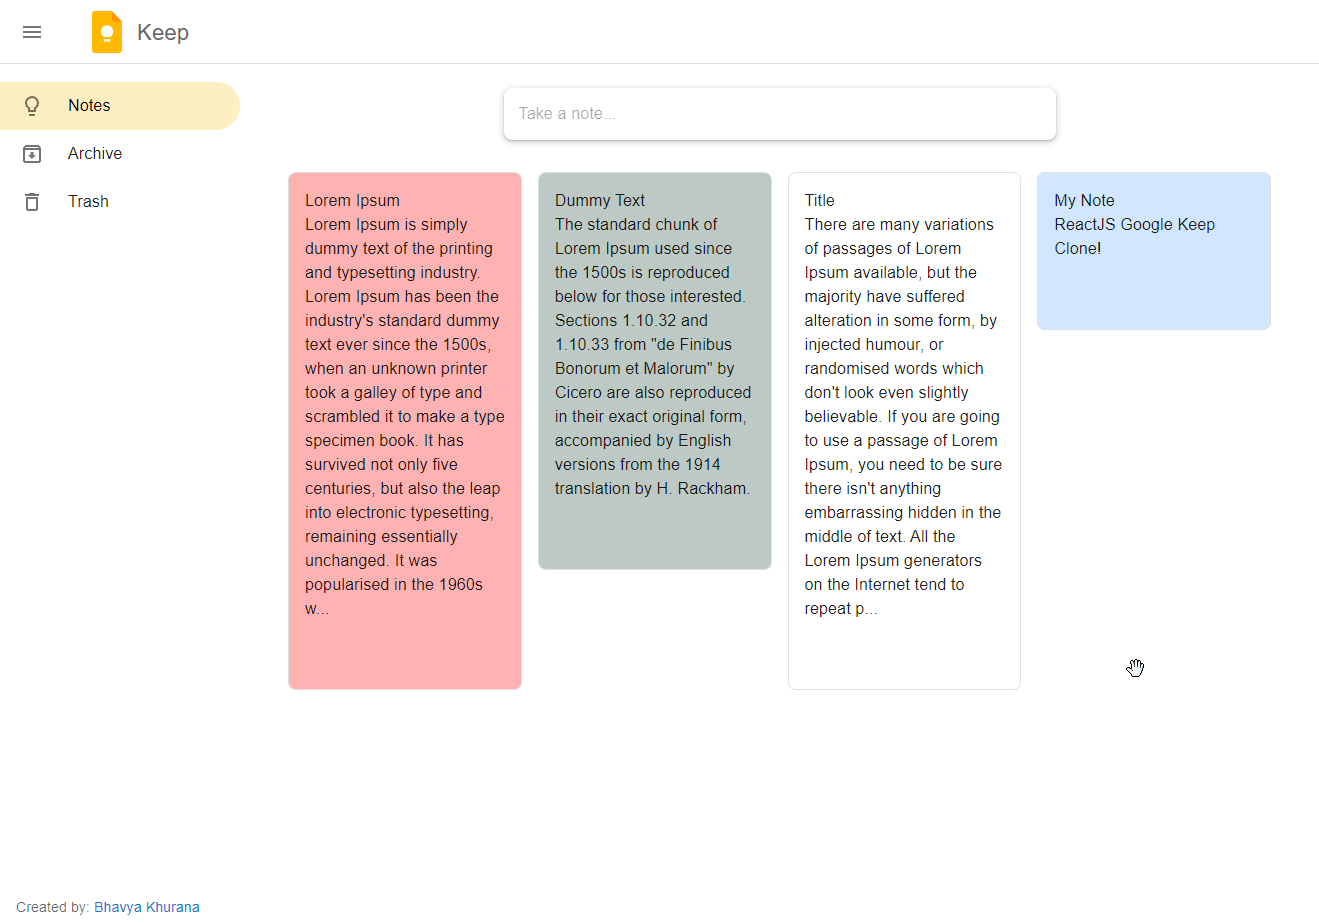 Keep
Notes
Archive
Trash
Take a note...
Lorem Ipsum
Lorem Ipsum is simply
dummy text of the printing
and typesetting industry.
Lorem Ipsum has been the
industry's standard dummy
text ever since the 1500s,
when an unknown printer
took a galley of type and
scrambled it to make a type
specimen book. It has
survived not only five
centuries, but also the leap
into electronic typesetting,
remaining essentially
unchanged. It was
popularised in the 1960s
w...
Dummy Text
The standard chunk of
Lorem Ipsum used since
the 1500s is reproduced
below for those interested.
Sections 1.10.32 and
1.10.33 from "de Finibus
Bonorum et Malorum" by
Cicero are also reproduced
in their exact original form,
accompanied by English
versions from the 1914
translation by H. Rackham.
Title
There are many variations
of passages of Lorem
Ipsum available, but the
majority have suffered
alteration in some form, by
injected humour, or
randomised words which
don't look even slightly
believable. If you are going
to use a passage of Lorem
Ipsum, you need to be sure
there isn't anything
embarrassing hidden in the
middle of text. All the
Lorem Ipsum generators
on the Internet tend to
repeat p...
My Note
ReactJS Google Keep
Clone!
Created by: Bhavya Khurana